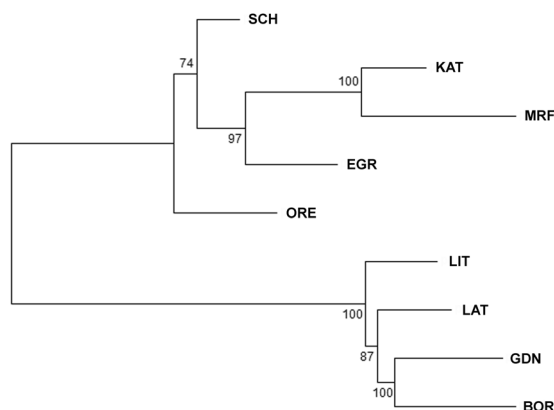 SCH
74
KAT
100
MRF
97
EGR
ORE
LIT
100
LAT
87
GDN
100
BOR